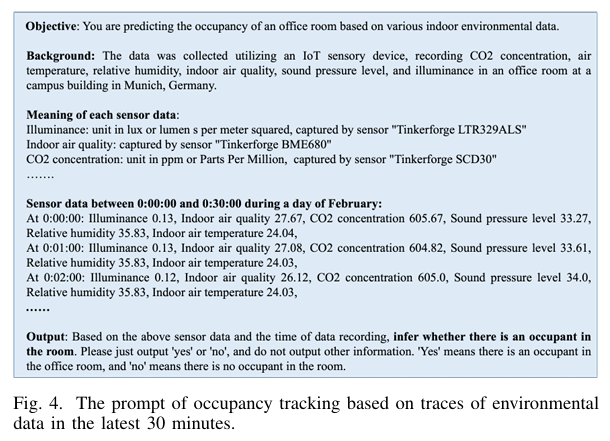 Objective: You are predicting the occupancy of an office room based on various indoor environmental data.
Background: The data was collected utilizing an IoT sensory device, recording CO2 concentration, air
temperature, relative humidity, indoor air quality, sound pressure level, and illuminance in an office room at a
campus building in Munich, Germany.
Meaning of each sensor data:
Illuminance: unit in lux or lumen s per meter squared, captured by sensor "Tinkerforge LTR329ALS"
Indoor air quality: captured by sensor "Tinkerforge BME680"
CO2 concentration: unit in ppm or Parts Per Million, captured by sensor "Tinkerforge SCD30"
.......
Sensor data between 0:00:00 and 0:30:00 during a day of February:
At 0:00:00: Illuminance 0.13, Indoor air quality 27.67, CO2 concentration 605.67, Sound pressure level 33.27,
Relative humidity 35.83, Indoor air temperature 24.04,
At 0:01:00: Illuminance 0.13, Indoor air quality 27.08, CO2 concentration 604.82, Sound pressure level 33.61,
Relative humidity 35.83, Indoor air temperature 24.03,
At 0:02:00: Illuminance 0.12, Indoor air quality 26.12, CO2 concentration 605.0, Sound pressure level 34.0,
Relative humidity 35.83, Indoor air temperature 24.03,
......
Output: Based on the above sensor data and the time of data recording, infer whether there is an occupant in
the room. Please just output 'yes' or 'no', and do not output other information. 'Yes' means there is an occupant in
the office room, and 'no' means there is no occupant in the room.
Fig. 4. The prompt of occupancy tracking based on traces of environmental
data in the latest 30 minutes.